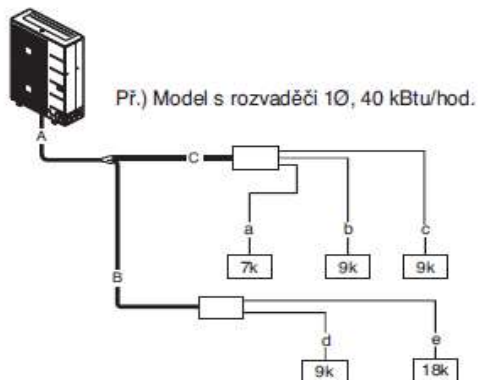 Př.) Model s rozvaděči 1Ø, 40 kBtu/hod.
A
C
a
b
c
7k
9k
9k
B
d
e
9k
18k